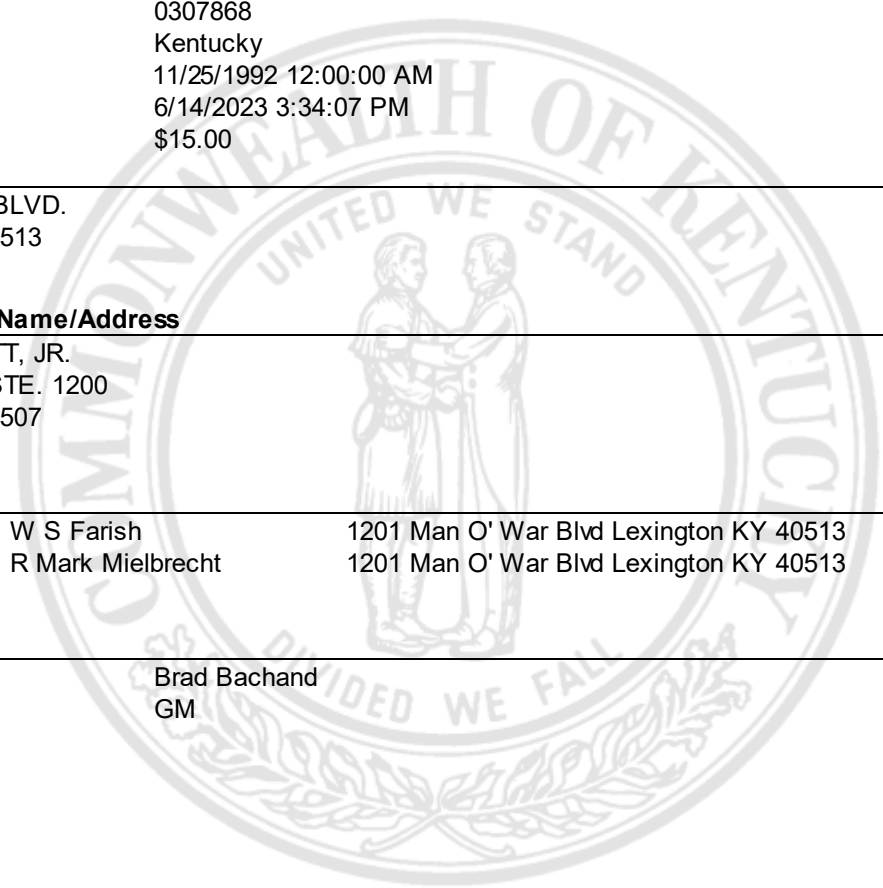 0307868
Kentucky
11/25/1992 12:00:00 AM
6/14/2023 3:34:07 PM
$15.00
BLVD.
513
Name/Address
TT, JR.
STE. 1200
507
W S Farish 1201 Man O' War Blvd Lexington KY 40513
R Mark Mielbrecht 1201 Man O' War Blvd Lexington KY 40513
Brad Bachand
GM
COMMONWEALTH OF KENTUCKY
UNITED WE STAND
DIVIDED WE FALL